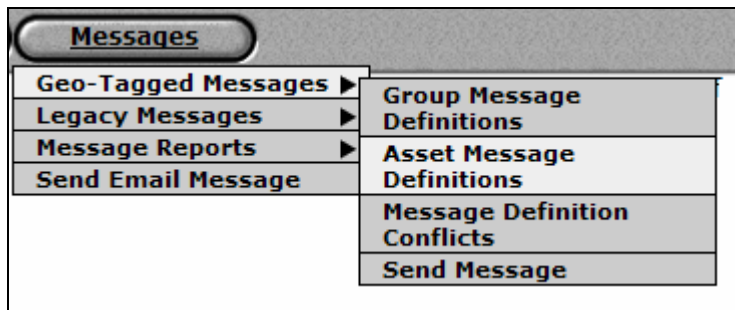 Messages
Geo-Tagged Messages
Legacy Messages
Message Reports
Send Email Message
Group Message
Definitions
Asset Message
Definitions
Message Definition
Conflicts
Send Message